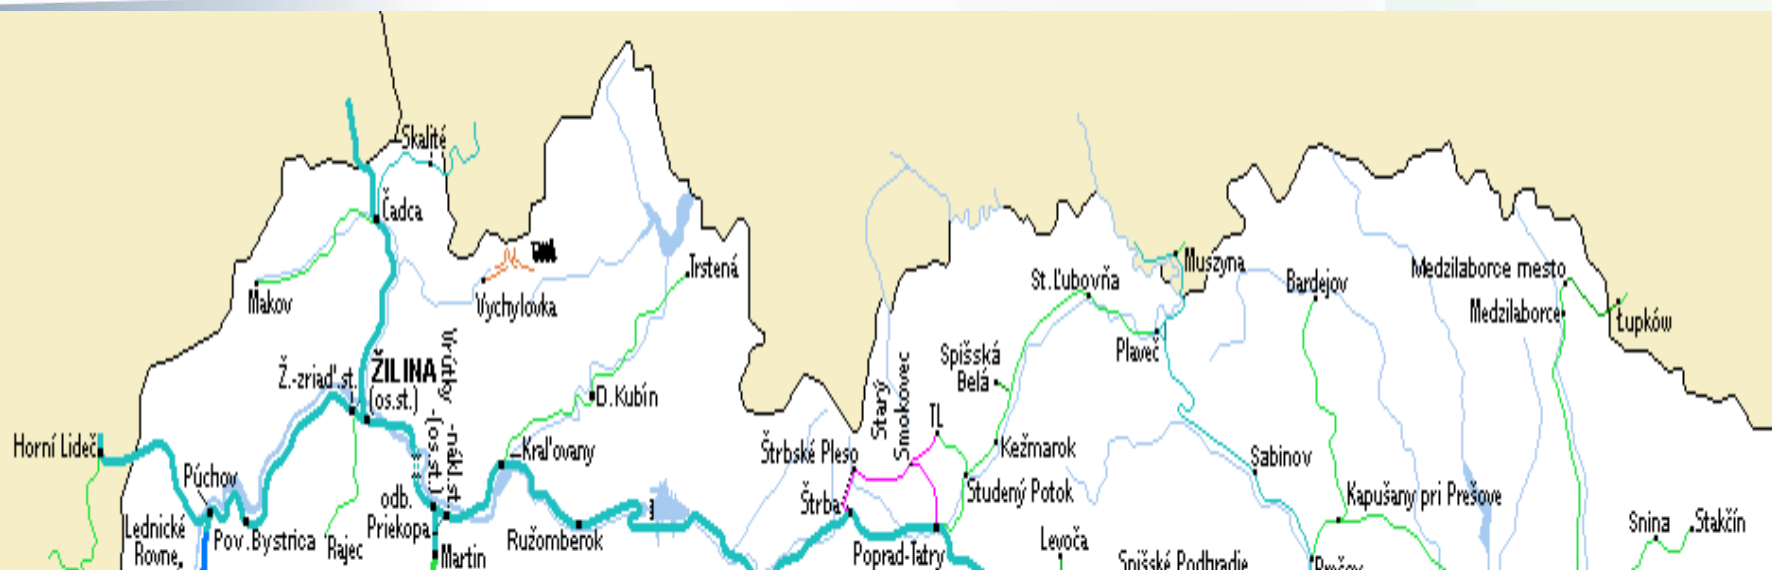 Skalité
Čadca
Makov
Vychylovka
Trstená
Muszyna
St.Ľubovňa
Bardejov
Medzilaborce mesto
Medzilaborce
Łupków
Plaveč
Spišská
Belá
Ž.-zriaď.st.
ŽILINA
(os.st.)
Vrútky -(os.st.)
-nákl.st.
D.Kubín
Starý
Smokovec
TL
Horní Lideč
Púchov
Kraľovany
Štrbské Pleso
Kežmarok
Sabinov
Štrba
Studený Potok
Kapušany pri Prešove
odb.
Priekopa
Lednické
Rovne
Pov.Bystrica
Rajec
Martin
Ružomberok
Poprad-Tatry
Levoča
Spišské Podhradie
Prešov
Snina
Stakčín